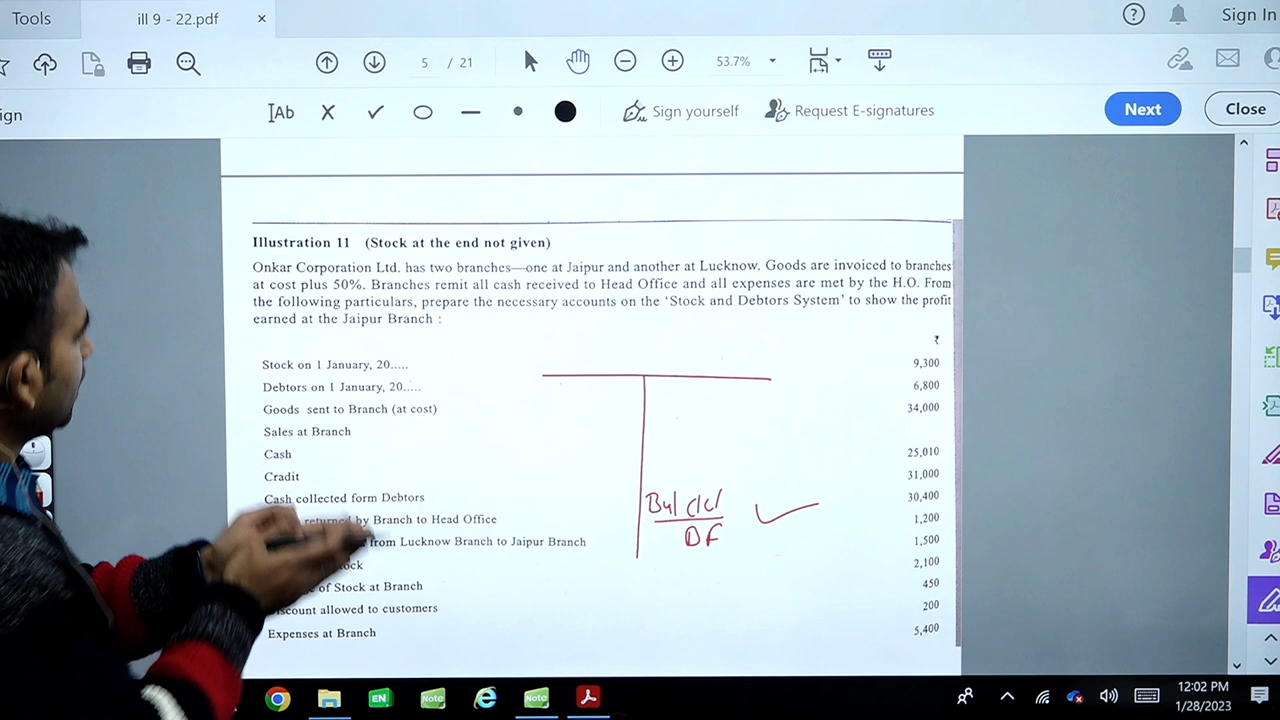 Tools
ill 9 - 22.pdf ×
Sign In
5 / 21
53.7%
ign
Sign yourself
Request E-signatures
Next
Close
Illustration 11 (Stock at the end not given)
Onkar Corporation Ltd. has two branches—one at Jaipur and another at Lucknow. Goods are invoiced to branches
at cost plus 50%. Branches remit all cash received to Head Office and all expenses are met by the H.O. From
the following particulars, prepare the necessary accounts on the ‘Stock and Debtors System’ to show the profit
earned at the Jaipur Branch :
₹
Stock on 1 January, 20..... 9,300
Debtors on 1 January, 20..... 6,800
Goods sent to Branch (at cost) 34,000
Sales at Branch
Cash 25,010
Cradit 31,000
Cash collected form Debtors 30,400
returned by Branch to Head Office 1,200
from Lucknow Branch to Jaipur Branch 1,500
2,100
of Stock at Branch 450
Discount allowed to customers 200
Expenses at Branch 5,400
Bal c/d
DF
EN
Note
Note
12:02 PM
1/28/2023